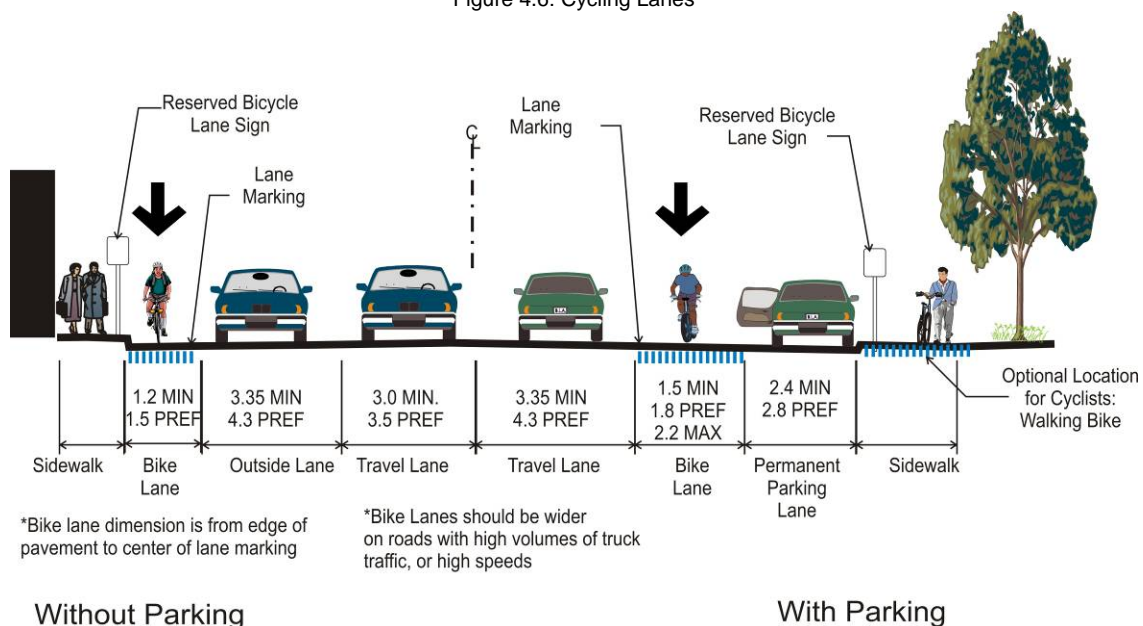 Figure 4.6: Cycling Lanes
Reserved Bicycle
Lane Sign
Lane
Marking
CL
Lane
Marking
Reserved Bicycle
Lane Sign
Optional Location
for Cyclists:
Walking Bike
1.2 MIN
1.5 PREF
3.35 MIN
4.3 PREF
3.0 MIN.
3.5 PREF
3.35 MIN
4.3 PREF
1.5 MIN
1.8 PREF
2.2 MAX
2.4 MIN
2.8 PREF
Sidewalk
Bike
Lane
Outside Lane
Travel Lane
Travel Lane
Bike
Lane
Permanent
Parking
Lane
Sidewalk
*Bike lane dimension is from edge of
pavement to center of lane marking
*Bike Lanes should be wider
on roads with high volumes of truck
traffic, or high speeds
Without Parking
With Parking